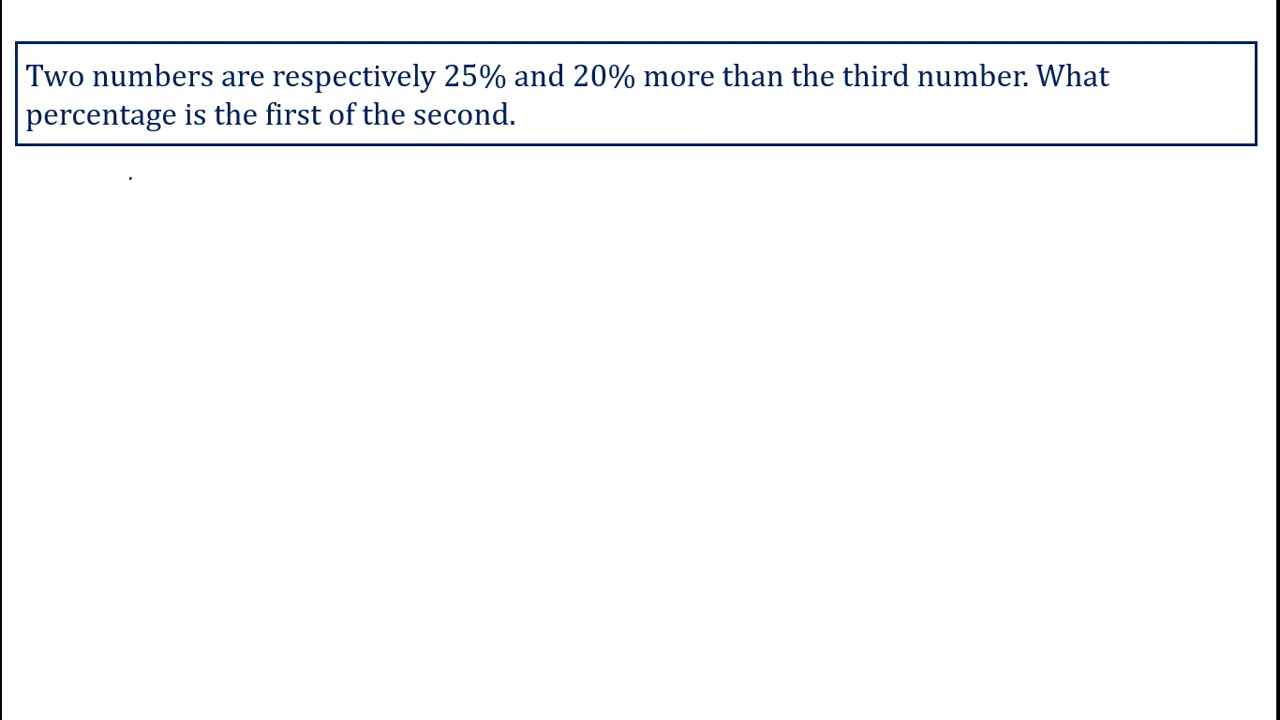 Two numbers are respectively 25% and 20% more than the third number. What
percentage is the first of the second.